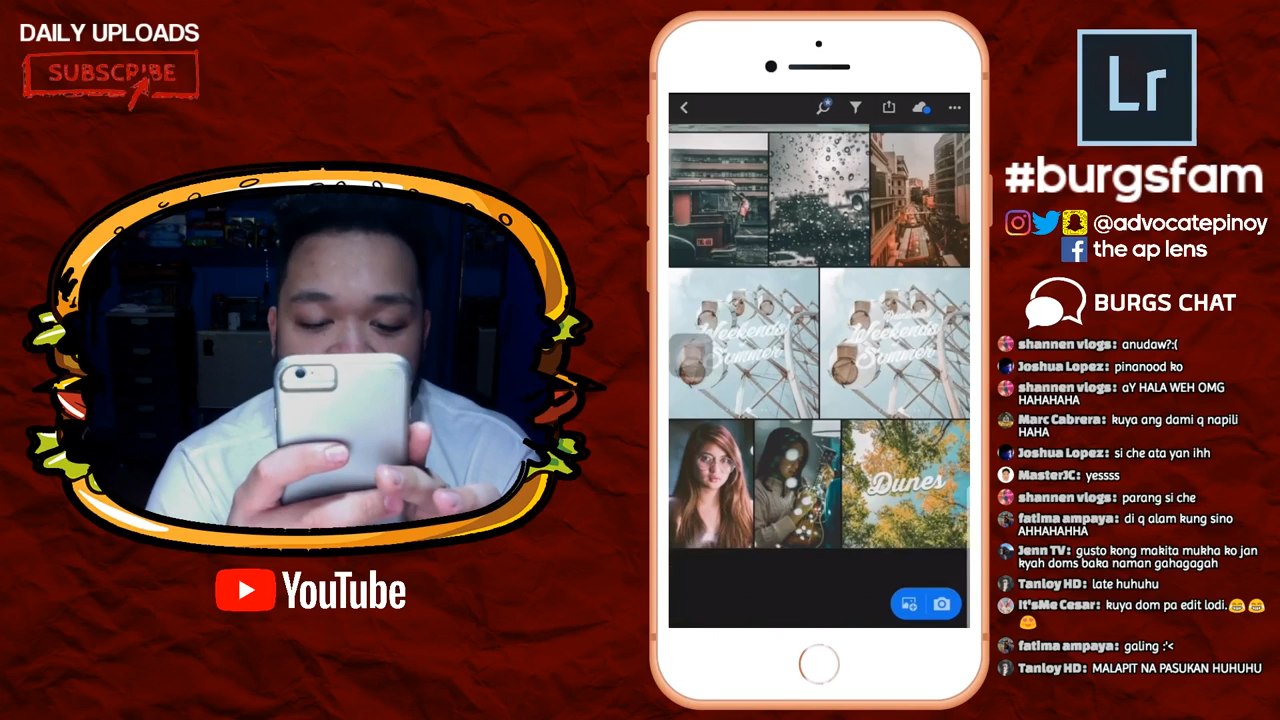 DAILY UPLOADS
SUBSCRIBE
YouTube
Weekends
Summer
Weekends
Summer
Dunes
Lr
#burgsfam
@advocatepinoy
the ap lens
BURGS CHAT
shannen vlogs: anudaw?:(
Joshua Lopez: pinanood ko
shannen vlogs: aY HALA WEH OMG
HAHAHAHA
Marc Cabrera: kuya ang dami q napili
HAHA
Joshua Lopez: si che ata yan ihh
MasterJC: yessss
shannen vlogs: parang si che
fatima ampaya: di q alam kung sino
AHHAHAHHA
Jenn TV: gusto kong makita mukha ko jan
kyah doms baka naman gahagagah
Tanloy HD: late huhuhu
It'sMe Cesar: kuya dom pa edit lodi.😂😂
😍
fatima ampaya: galing :'<
Tanloy HD: MALAPIT NA PASUKAN HUHUHU